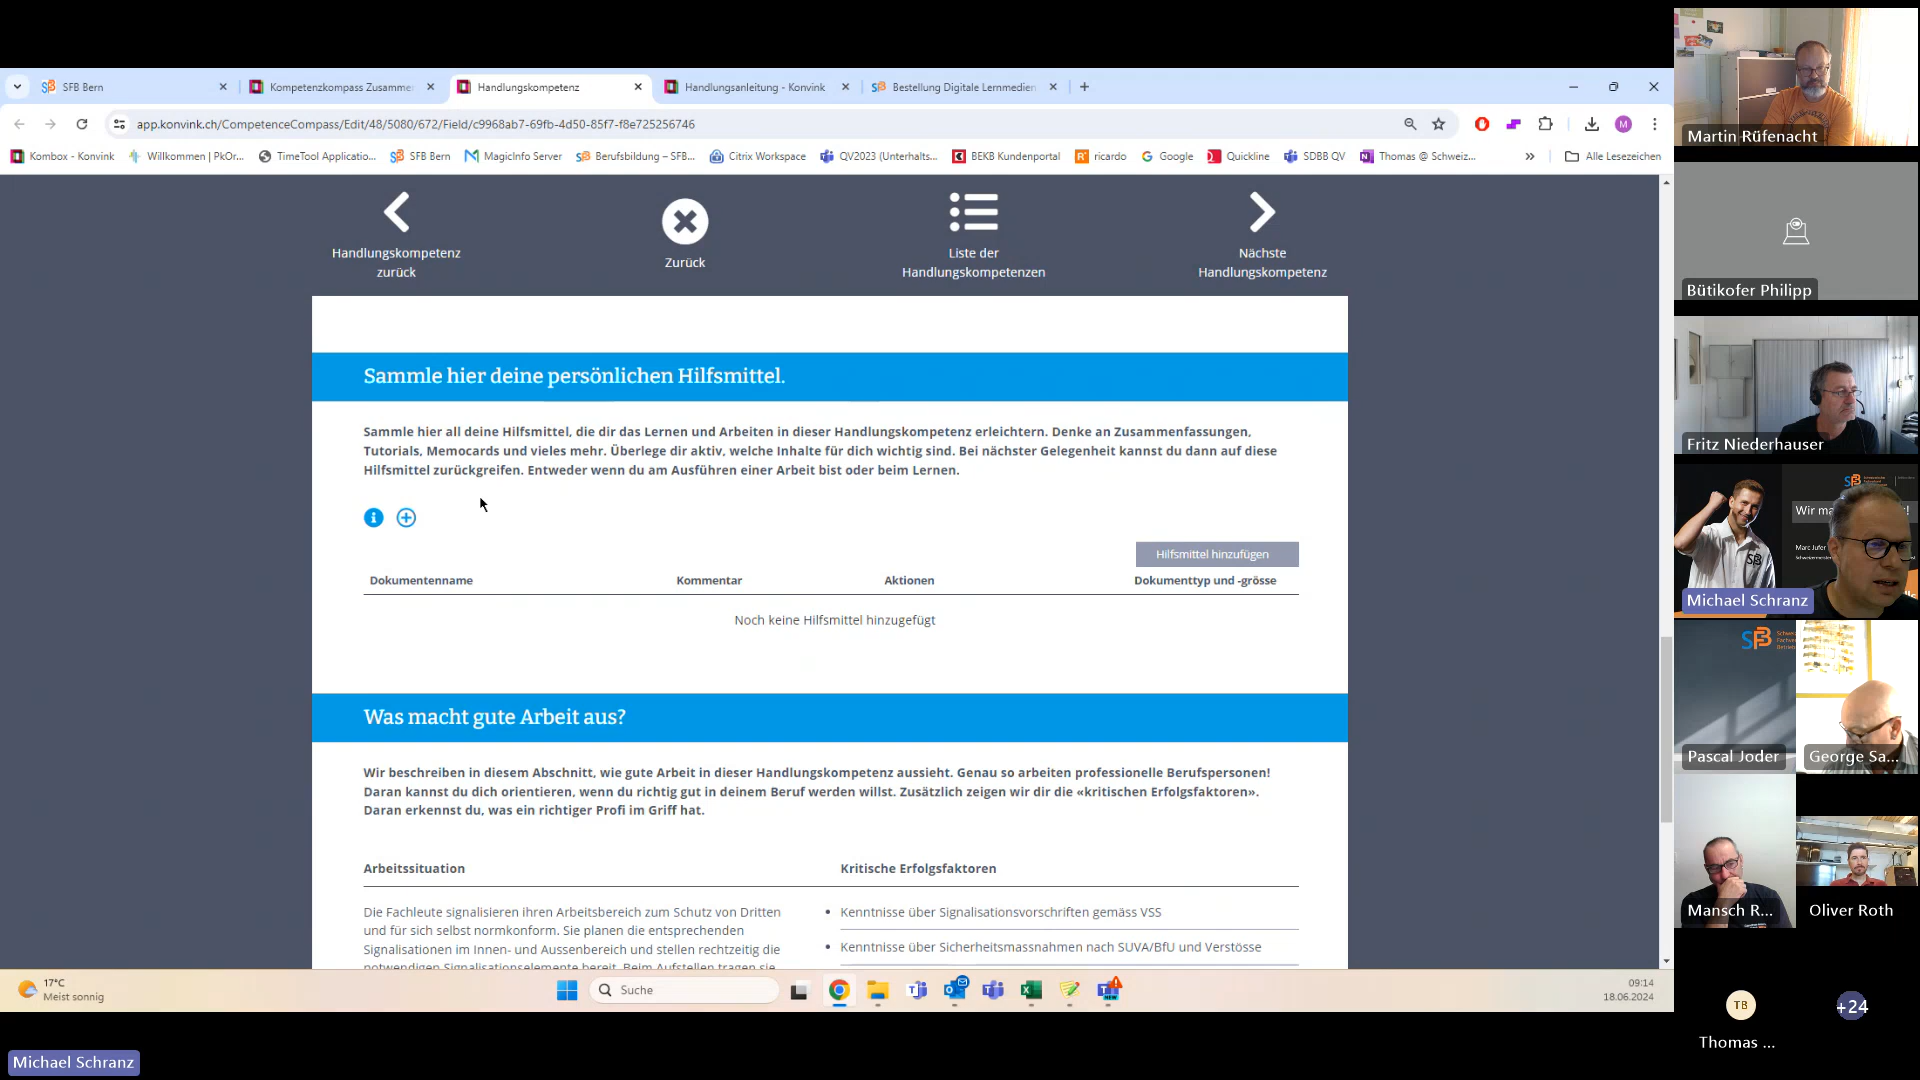 SFB Bern
Kompetenzkompass Zusamme
Handlungskompetenz
Handlungsanleitung - Konvink
Bestellung Digitale Lernmedien
app.konvink.ch/CompetenceCompass/Edit/48/5080/672/Field/c9968ab7-69fb-4d50-85f7-f8e725256746
M
Kombox - Konvink
Willkommen | PkOr...
TimeTool Applicatio...
SFB Bern
MagicInfo Server
Berufsbildung – SFB...
Citrix Workspace
QV2023 (Unterhalts...
BEKB Kundenportal
ricardo
Google
Quickline
SDBB QV
Thomas @ Schweiz...
Alle Lesezeichen
Handlungskompetenz
zurück
Zurück
Liste der
Handlungskompetenzen
Nächste
Handlungskompetenz
Sammle hier deine persönlichen Hilfsmittel.
Sammle hier all deine Hilfsmittel, die dir das Lernen und Arbeiten in dieser Handlungskompetenz erleichtern. Denke an Zusammenfassungen,
Tutorials, Memocards und vieles mehr. Überlege dir aktiv, welche Inhalte für dich wichtig sind. Bei nächster Gelegenheit kannst du dann auf diese
Hilfsmittel zurückgreifen. Entweder wenn du am Ausführen einer Arbeit bist oder beim Lernen.
Hilfsmittel hinzufügen
Dokumentenname
Kommentar
Aktionen
Dokumenttyp und -grösse
Noch keine Hilfsmittel hinzugefügt
Was macht gute Arbeit aus?
Wir beschreiben in diesem Abschnitt, wie gute Arbeit in dieser Handlungskompetenz aussieht. Genau so arbeiten professionelle Berufspersonen!
Daran kannst du dich orientieren, wenn du richtig gut in deinem Beruf werden willst. Zusätzlich zeigen wir dir die «kritischen Erfolgsfaktoren».
Daran erkennst du, was ein richtiger Profi im Griff hat.
Arbeitssituation
Kritische Erfolgsfaktoren
Die Fachleute signalisieren ihren Arbeitsbereich zum Schutz von Dritten
und für sich selbst normkonform. Sie planen die entsprechenden
Signalisationen im Innen- und Aussenbereich und stellen rechtzeitig die
notwendigen Signalisationselemente bereit. Beim Aufstellen tragen sie
Kenntnisse über Signalisationsvorschriften gemäss VSS
Kenntnisse über Sicherheitsmassnahmen nach SUVA/BfU und Verstösse
17°C
Meist sonnig
Suche
09:14
18.06.2024
Michael Schranz
Martin Rüfenacht
Bütikofer Philipp
Fritz Niederhauser
Wir ma
Marc Jufer
Michael Schranz
SFB
Pascal Joder
George Sa...
Mansch R...
Oliver Roth
TB
Thomas ...
+24